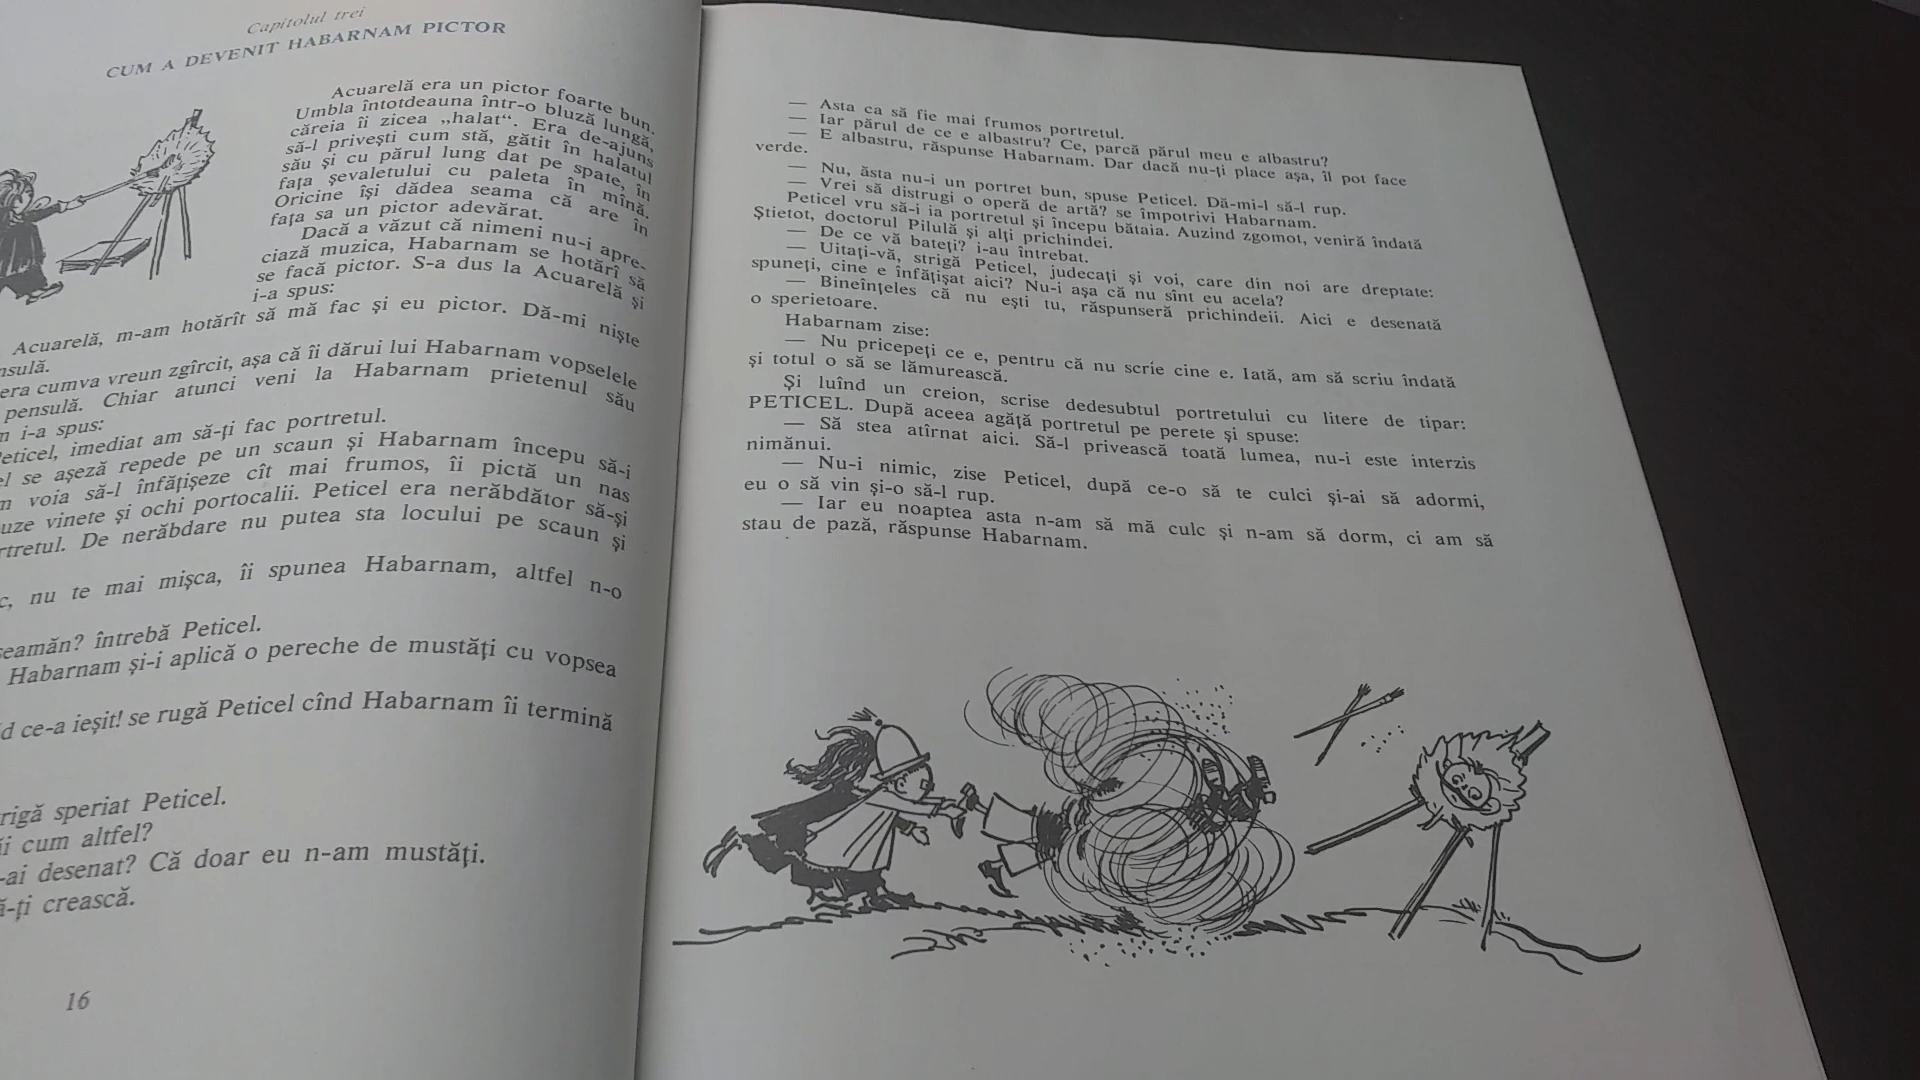 Capitolul trei
CUM A DEVENIT HABARNAM PICTOR
Acuarelă era un pictor foarte bun.
Umbla întotdeauna într-o bluză lungă,
căreia îi zicea „halat“. Era de-ajuns
să-l privești cum stă, gătit în halatul
său și cu părul lung dat pe spate, în
fața șevaletului cu paleta în mînă.
Oricine își dădea seama că are în
fața sa un pictor adevărat.
Dacă a văzut că nimeni nu-i apre-
ciază muzica, Habarnam se hotărî să
se facă pictor. S-a dus la Acuarelă și
i-a spus:
Acuarelă, m-am hotărît să mă fac și eu pictor. Dă-mi niște
era cumva vreun zgîrcit, așa că îi dărui lui Habarnam vopselele
pensulă. Chiar atunci veni la Habarnam prietenul său
i-a spus:
imediat am să-ți fac portretul.
se așeză repede pe un scaun și Habarnam începu să-i
voia să-l înfățișeze cît mai frumos, îi pictă un nas
vinete și ochi portocalii. Peticel era nerăbdător să-și
De nerăbdare nu putea sta locului pe scaun și
nu te mai mișca, îi spunea Habarnam, altfel n-o
întrebă Peticel.
Habarnam și-i aplică o pereche de mustăți cu vopsea
ce-a ieșit! se rugă Peticel cînd Habarnam îi termină
speriat Peticel.
cum altfel?
-ai desenat? Că doar eu n-am mustăți.
-ți crească.
16
— Asta ca să fie mai frumos portretul.
— Iar părul de ce e albastru? Ce, parcă părul meu e albastru?
— E albastru, răspunse Habarnam. Dar dacă nu-ți place așa, îl pot face
verde.
— Nu, ăsta nu-i un portret bun, spuse Peticel. Dă-mi-l să-l rup.
— Vrei să distrugi o operă de artă? se împotrivi Habarnam.
Peticel vru să-i ia portretul și începu bătaia. Auzind zgomot, veniră îndată
Știetot, doctorul Pilulă și alți prichindei.
— De ce vă bateți? i-au întrebat.
— Uitați-vă, strigă Peticel, judecați și voi, care din noi are dreptate:
spuneți, cine e înfățișat aici? Nu-i așa că nu sînt eu acela?
— Bineînțeles că nu ești tu, răspunseră prichindeii. Aici e desenată
o sperietoare.
Habarnam zise:
— Nu pricepeți ce e, pentru că nu scrie cine e. Iată, am să scriu îndată
și totul o să se lămurească.
Și luînd un creion, scrise dedesubtul portretului cu litere de tipar:
PETICEL. După aceea agăță portretul pe perete și spuse:
— Să stea atîrnat aici. Să-l privească toată lumea, nu-i este interzis
nimănui.
— Nu-i nimic, zise Peticel, după ce-o să te culci și-ai să adormi,
eu o să vin și-o să-l rup.
— Iar eu noaptea asta n-am să mă culc și n-am să dorm, ci am să
stau de pază, răspunse Habarnam.